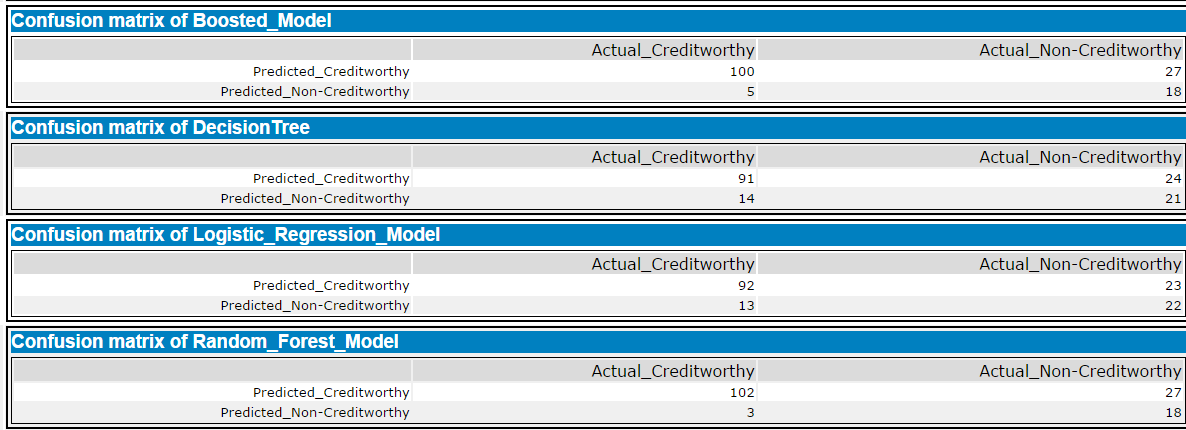 Confusion matrix of Boosted_Model
Actual_Creditworthy Actual_Non-Creditworthy
Predicted_Creditworthy 100 27
Predicted_Non-Creditworthy 5 18
Confusion matrix of DecisionTree
Actual_Creditworthy Actual_Non-Creditworthy
Predicted_Creditworthy 91 24
Predicted_Non-Creditworthy 14 21
Confusion matrix of Logistic_Regression_Model
Actual_Creditworthy Actual_Non-Creditworthy
Predicted_Creditworthy 92 23
Predicted_Non-Creditworthy 13 22
Confusion matrix of Random_Forest_Model
Actual_Creditworthy Actual_Non-Creditworthy
Predicted_Creditworthy 102 27
Predicted_Non-Creditworthy 3 18